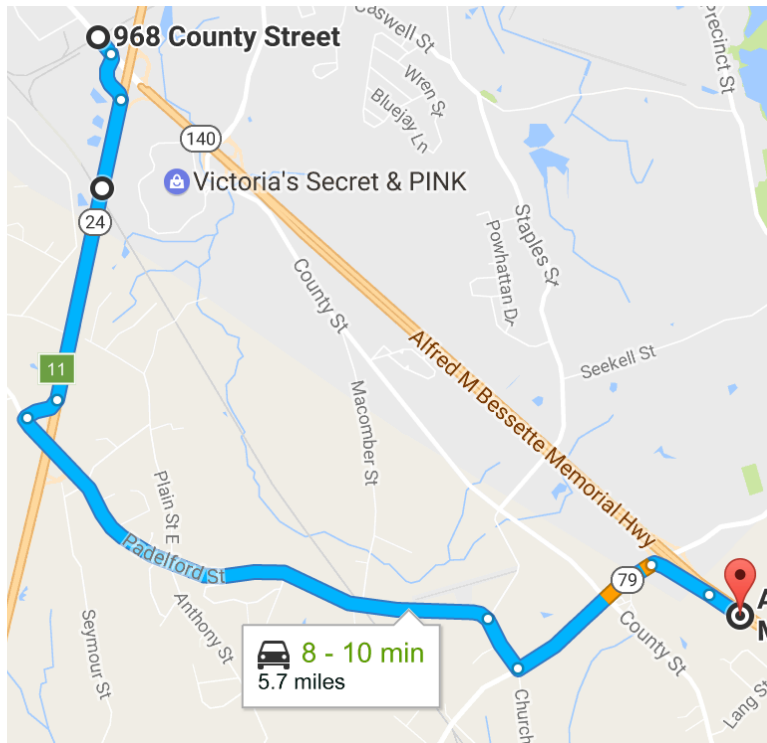 968 County Street
Caswell St
Precinct St
Wren St
Bluejay Ln
140
Victoria's Secret & PINK
24
Staples St
Powhattan Dr
County St
Alfred M Bessette Memorial Hwy
Seekell St
11
Macomber St
Plain St E
Padelford St
79
A
M
Anthony St
Seymour St
8 - 10 min
5.7 miles
County St
Church
Lang St